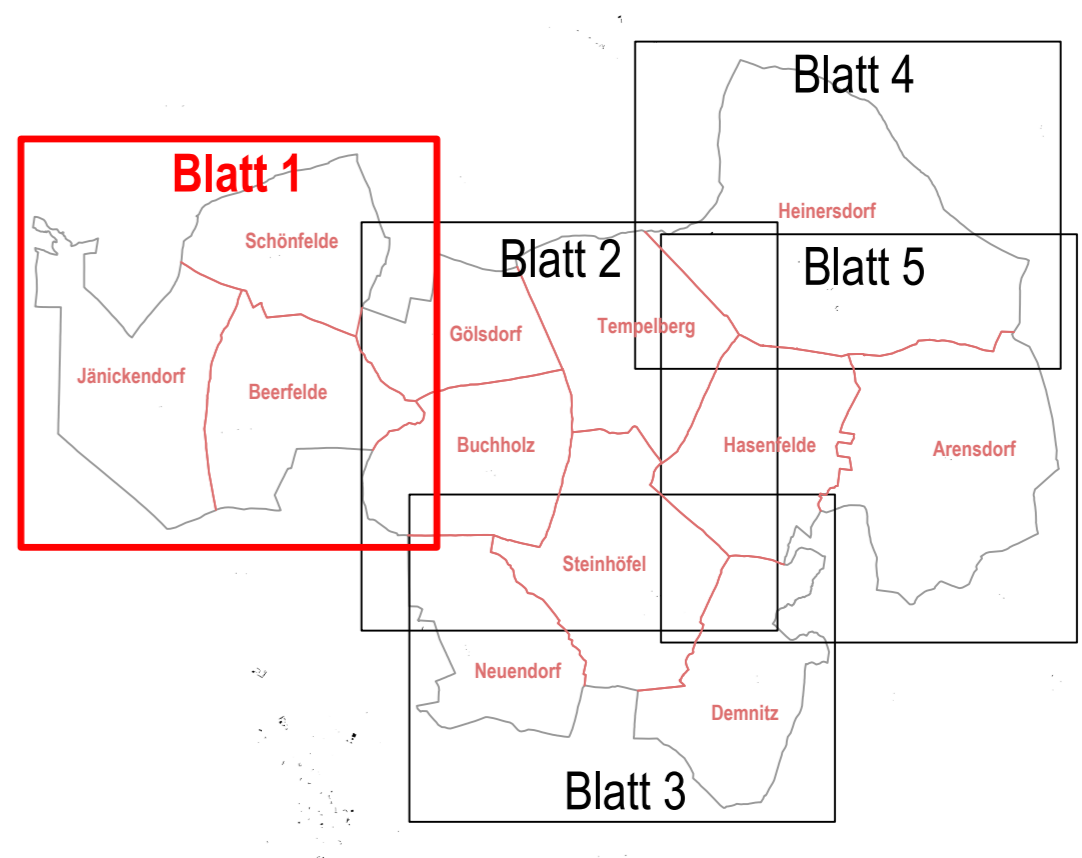 Blatt 4
Blatt 1
Heinersdorf
Schönfelde
Blatt 2
Blatt 5
Gölsdorf
Tempelberg
Jänickendorf
Beerfelde
Buchholz
Hasenfelde
Arensdorf
Steinhöfel
Neuendorf
Demnitz
Blatt 3